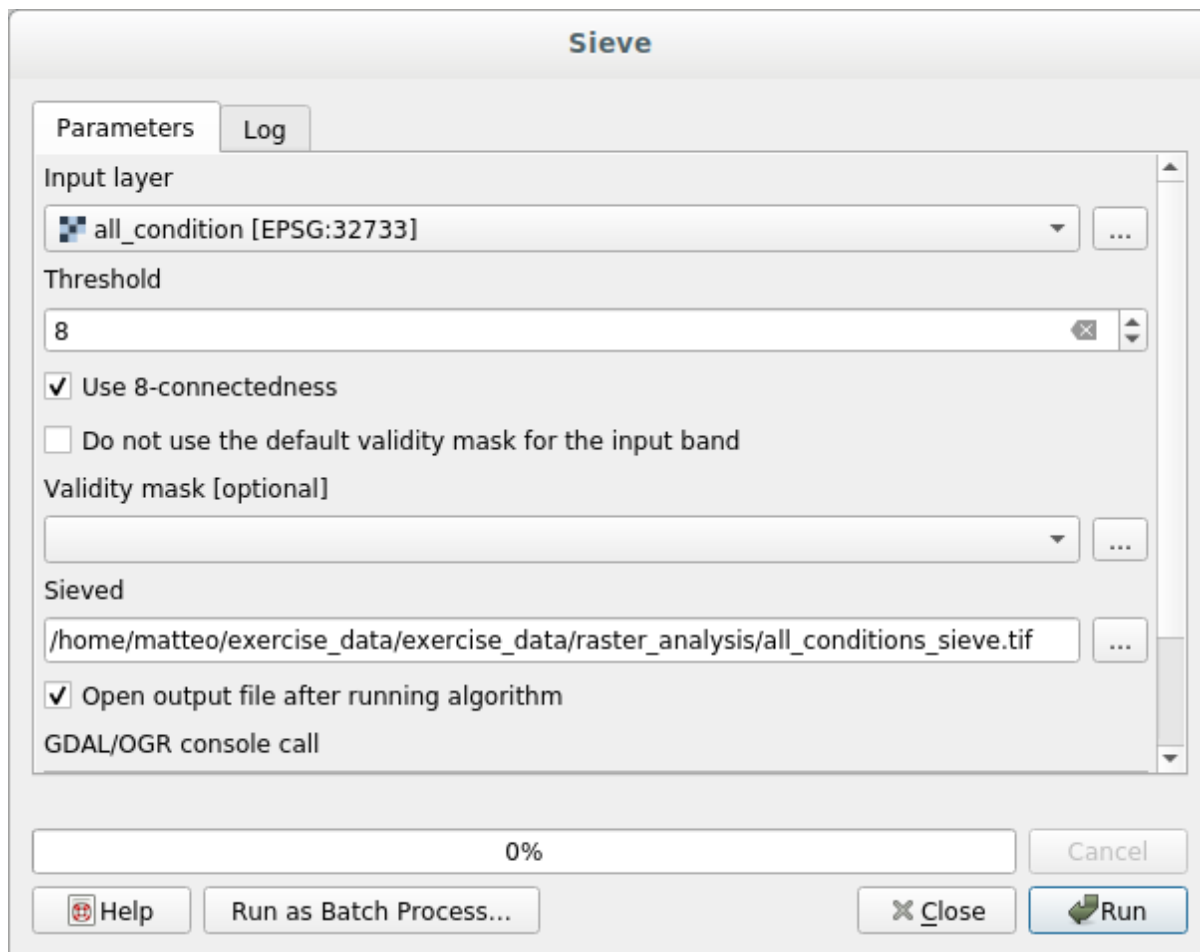 Sieve
Parameters Log
Input layer
all_condition [EPSG:32733] ...
Threshold
8
Use 8-connectedness
Do not use the default validity mask for the input band
Validity mask [optional]
...
Sieved
/home/matteo/exercise_data/exercise_data/raster_analysis/all_conditions_sieve.tif ...
Open output file after running algorithm
GDAL/OGR console call
0% Cancel
Help Run as Batch Process... Close Run